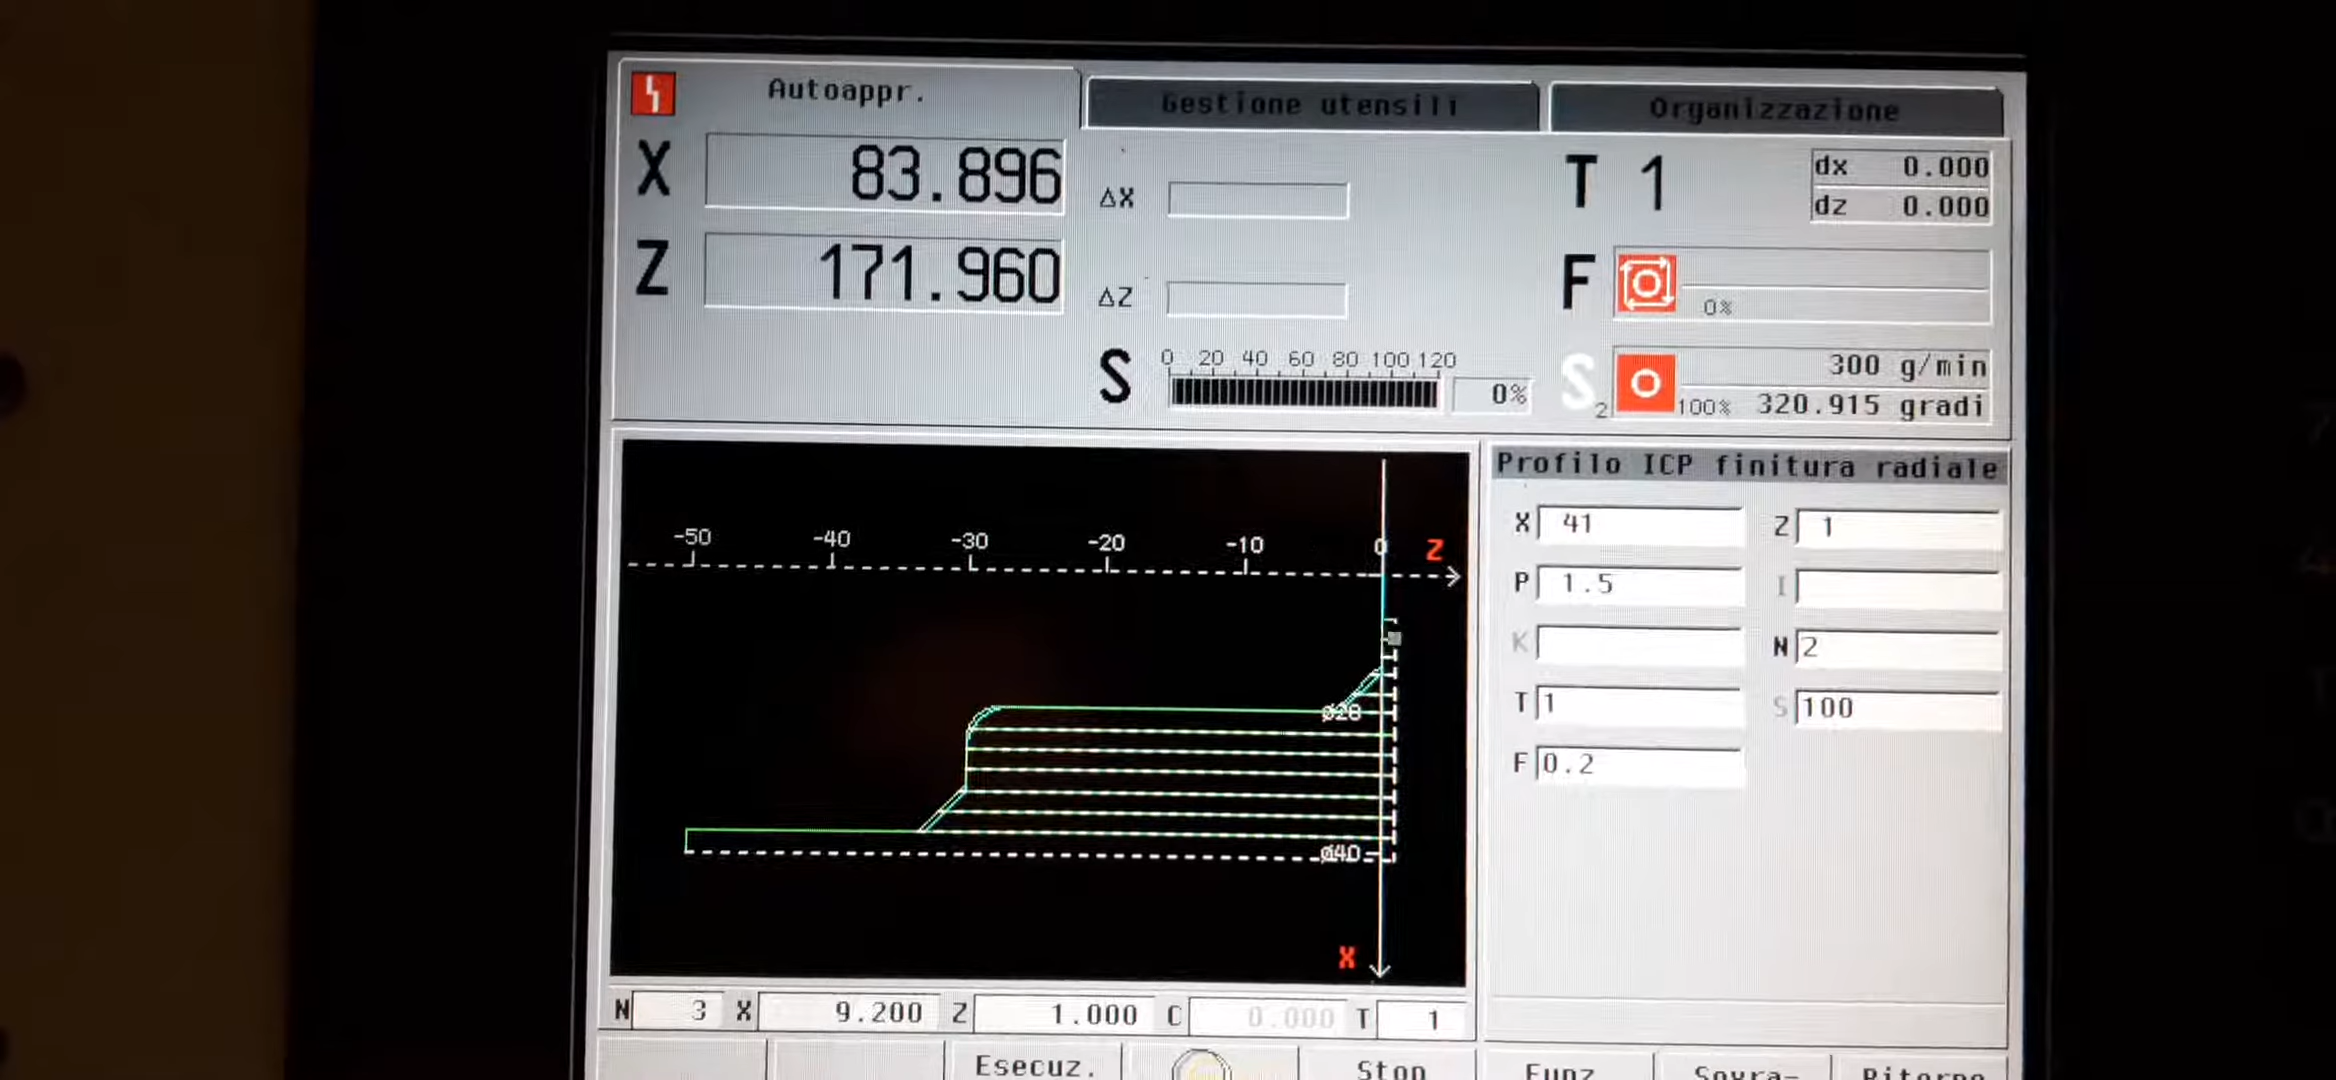 Autoappr.
Gestione utensili
Organizzazione
X 83.896
ΔX
T 1
dx 0.000
dz 0.000
Z 171.960
ΔZ
F
0%
S
0 20 40 60 80 100 120
0%
S2
300 g/min
100% 320.915 gradi
Profilo ICP finitura radiale
X 41 Z 1
P 1.5 I
K N 2
T 1 S 100
F 0.2
-50 -40 -30 -20 -10 0 Z
ø28
ø40
X
N 3 X 9.200 Z 1.000 C 0.000 T 1
Esecuz. Stop Funz Sovra- Ritorno